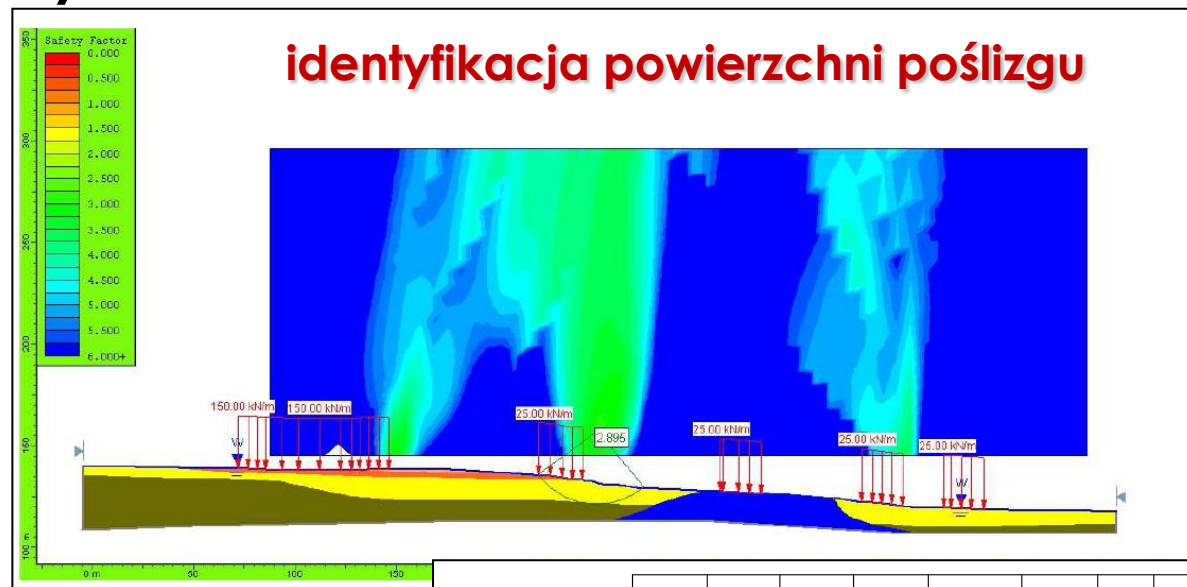 identyfikacja powierzchni poślizgu
Safety Factor
0.000
0.500
1.000
1.500
2.000
2.500
3.000
3.500
4.000
4.500
5.000
5.500
6.000+
350
300
250
200
150
100 m
150.00 kN/m
150.00 kN/m
25.00 kN/m
2.895
25.00 kN/m
25.00 kN/m
25.00 kN/m
W
W
0 m
50
100
150